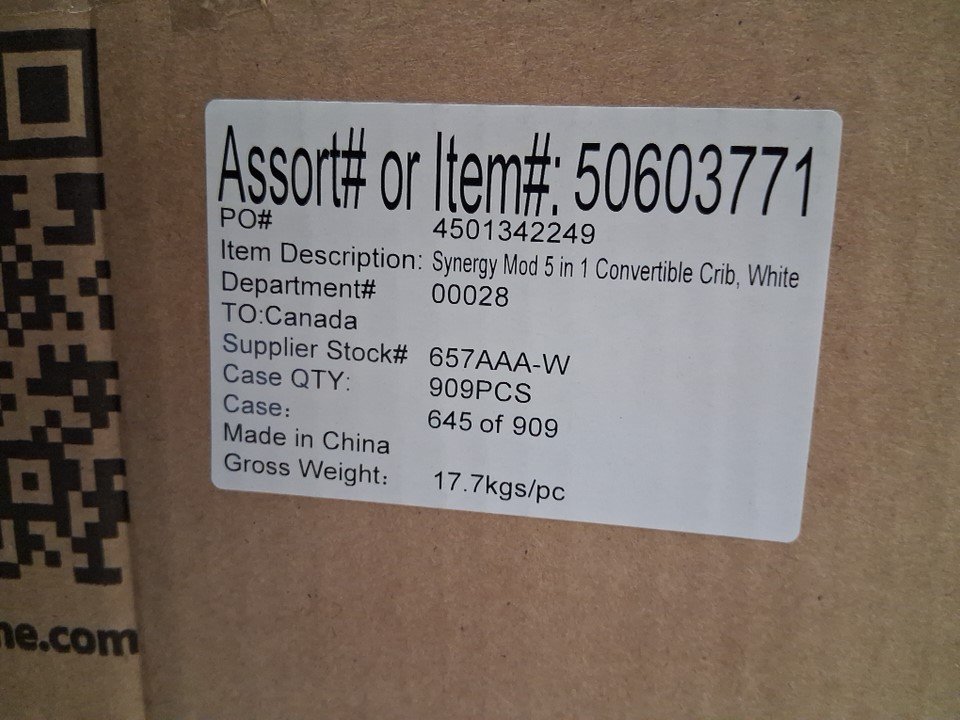 Assort# or Item#: 50603771
PO# 4501342249
Item Description: Synergy Mod 5 in 1 Convertible Crib, White
Department# 00028
TO:Canada
Supplier Stock# 657AAA-W
Case QTY: 909PCS
Case: 645 of 909
Made in China
Gross Weight: 17.7kgs/pc
ne.com